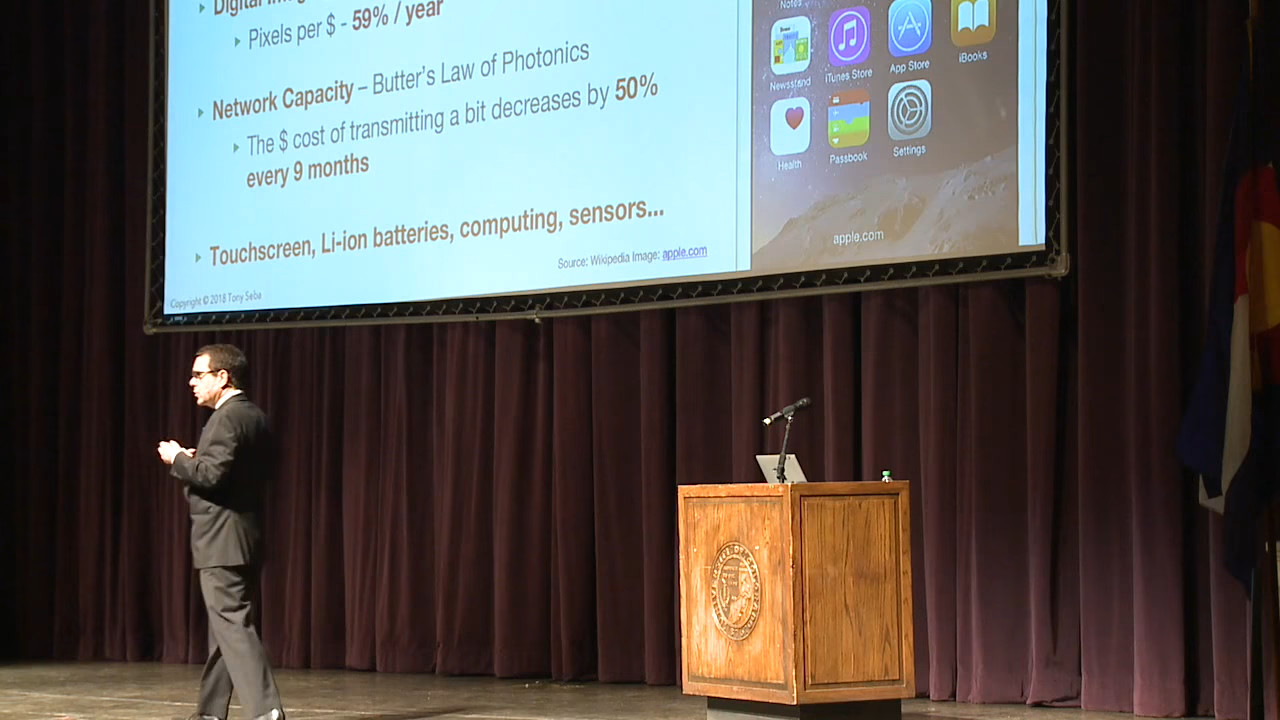 Digital
Pixels per $ - 59% / year
Network Capacity – Butter's Law of Photonics
The $ cost of transmitting a bit decreases by 50%
every 9 months
Touchscreen, Li-ion batteries, computing, sensors...
Source: Wikipedia Image: apple.com
Copyright © 2018 Tony Seba
Notes
Newsstand
iTunes Store
App Store
iBooks
Health
Passbook
Settings
apple.com